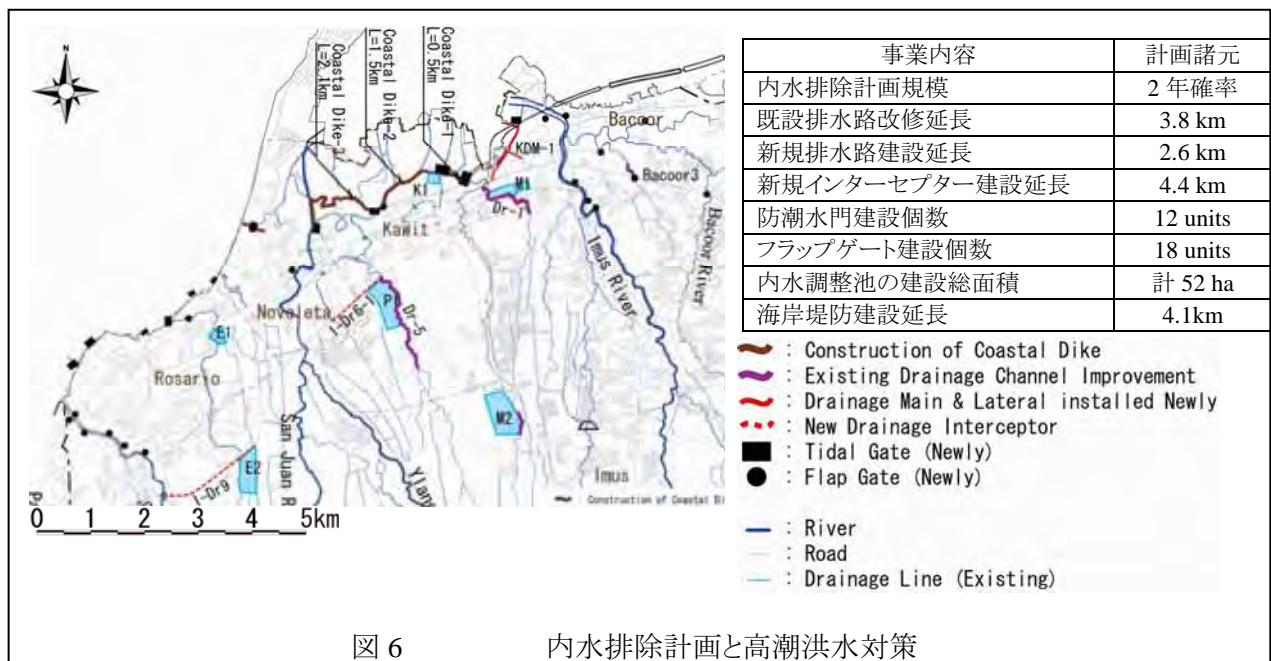 N
Coastal Dike-3
L=2.1km
Coastal Dike-2
L=1.5km
Coastal Dike-1
L=0.5km
Bacoor
KDM-1
K1
M1
Bacoor3
Dr-1
Kawit
Imus River
Bacoor River
Noveleta
I-Dr6-1
P1
Dr-5
E1
Rosario
M2
San Juan R
Ylang
E2
I-Dr9
Imus
Construction of Coastal Di
0 1 2 3 4 5km
事業内容 計画諸元
内水排除計画規模 2 年確率
既設排水路改修延長 3.8 km
新規排水路建設延長 2.6 km
新規インターセプター建設延長 4.4 km
防潮水門建設個数 12 units
フラップゲート建設個数 18 units
内水調整池の建設総面積 計 52 ha
海岸堤防建設延長 4.1km
: Construction of Coastal Dike
: Existing Drainage Channel Improvement
: Drainage Main & Lateral installed Newly
: New Drainage Interceptor
: Tidal Gate (Newly)
: Flap Gate (Newly)
: River
: Road
: Drainage Line (Existing)
図 6 内水排除計画と高潮洪水対策